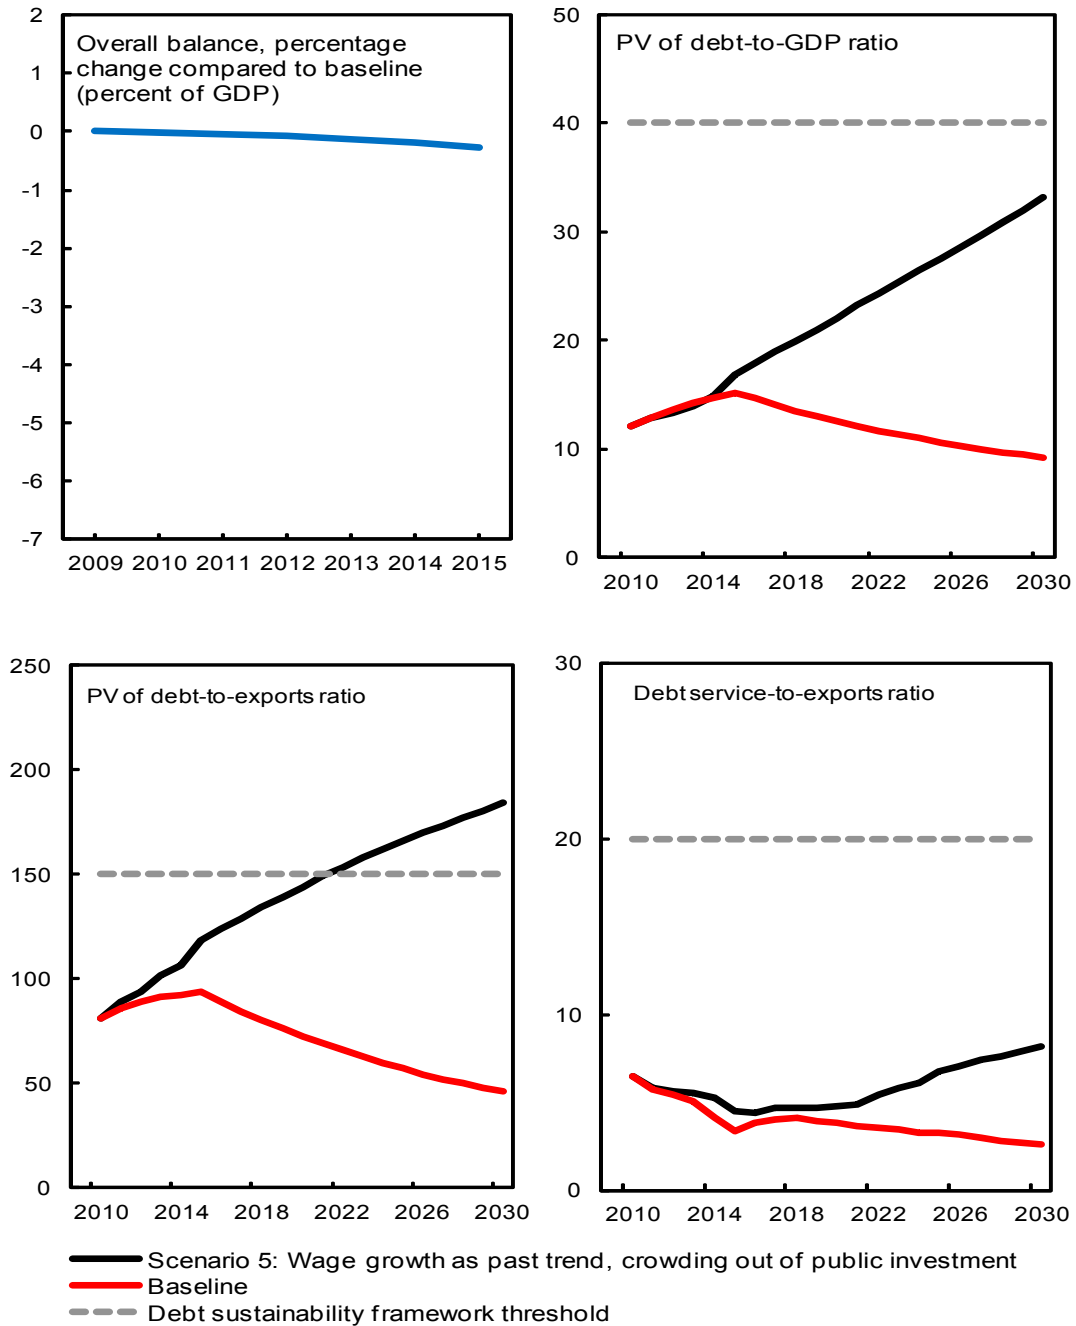 Overall balance, percentage
change compared to baseline
(percent of GDP)
2
1
0
-1
-2
-3
-4
-5
-6
-7
2009 2010 2011 2012 2013 2014 2015
PV of debt-to-GDP ratio
50
40
30
20
10
0
2010 2014 2018 2022 2026 2030
PV of debt-to-exports ratio
250
200
150
100
50
0
2010 2014 2018 2022 2026 2030
Debt service-to-exports ratio
30
20
10
0
2010 2014 2018 2022 2026 2030
Scenario 5: Wage growth as past trend, crowding out of public investment
Baseline
Debt sustainability framework threshold